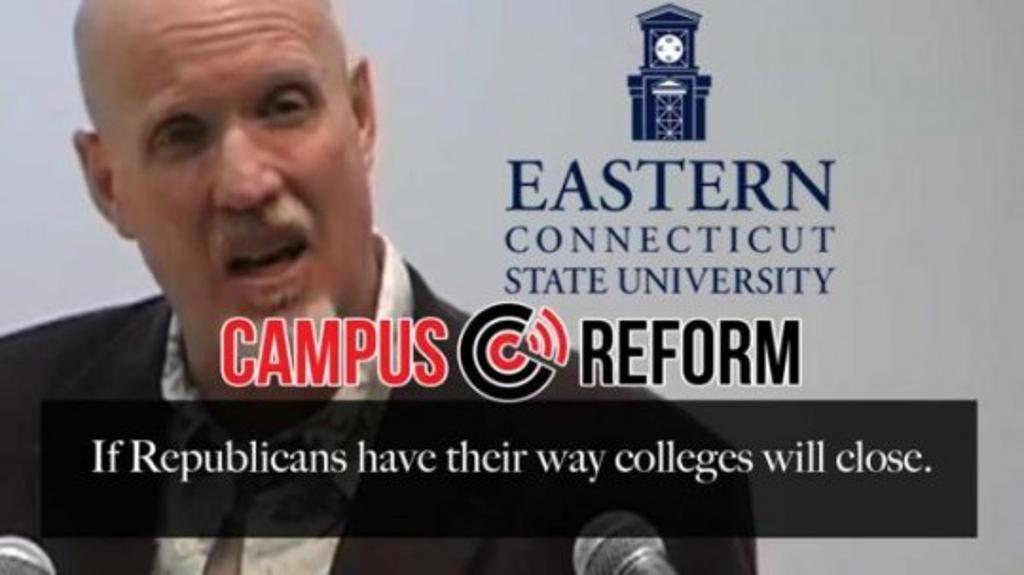 EASTERN
CONNECTICUT
STATE UNIVERSITY
CAMPUS REFORM
If Republicans have their way colleges will close.